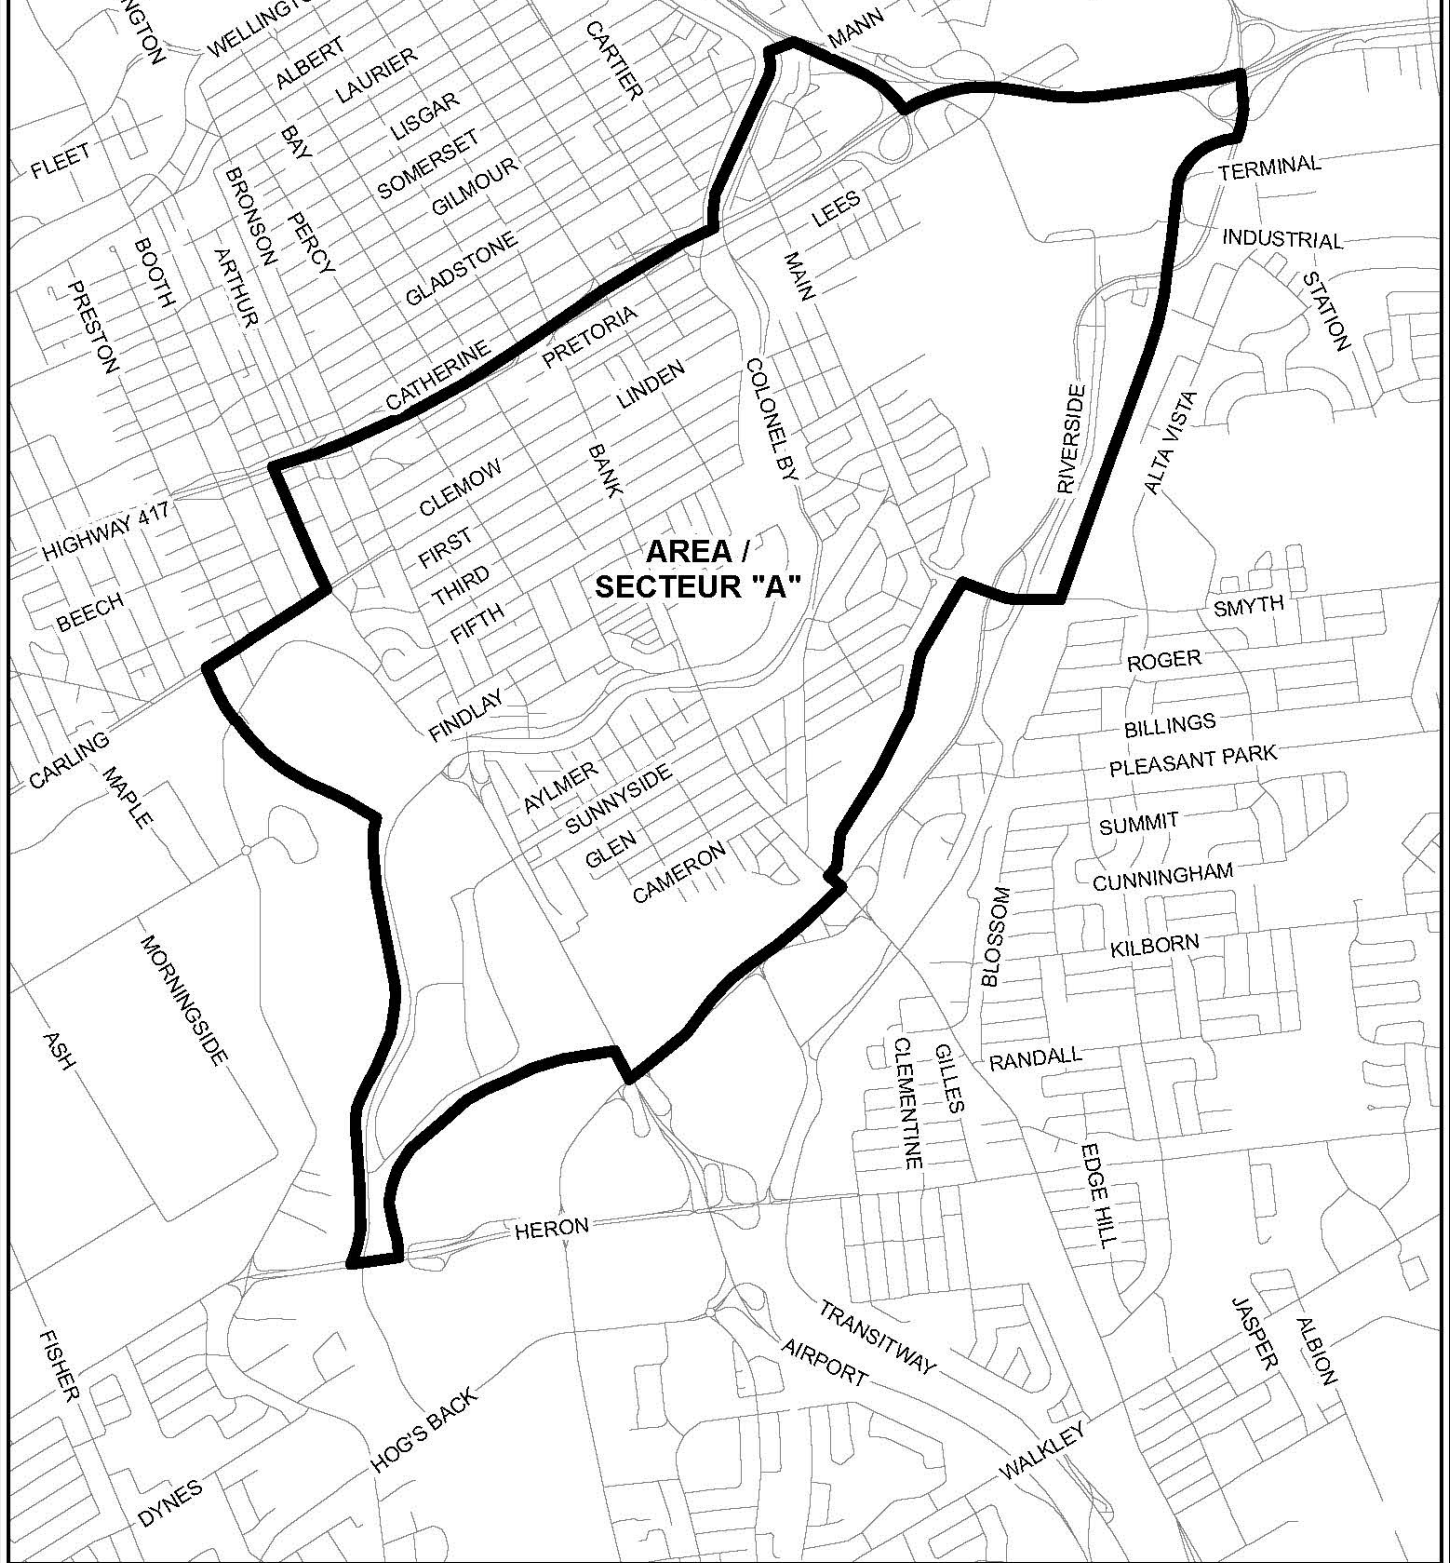 NGTON
WELLINGTO
MANN
ALBERT
CARTIER
LAURIER
LISGAR
BAY
FLEET
SOMERSET
TERMINAL
GILMOUR
BRONSON
LEES
PERCY
INDUSTRIAL
BOOTH
ARTHUR
GLADSTONE
MAIN
STATION
PRESTON
PRETORIA
CATHERINE
LINDEN
COLONEL BY
RIVERSIDE
ALTA VISTA
BANK
CLEMOW
HIGHWAY 417
FIRST
AREA /
SECTEUR "A"
THIRD
BEECH
FIFTH
SMYTH
ROGER
FINDLAY
BILLINGS
CARLING
PLEASANT PARK
MAPLE
AYLMER
SUNNYSIDE
SUMMIT
GLEN
CAMERON
CUNNINGHAM
BLOSSOM
KILBORN
MORNINGSIDE
ASH
RANDALL
GILLES
CLEMENTINE
EDGE HILL
HERON
TRANSITWAY
JASPER
ALBION
FISHER
AIRPORT
HOG'S BACK
WALKLEY
DYNES